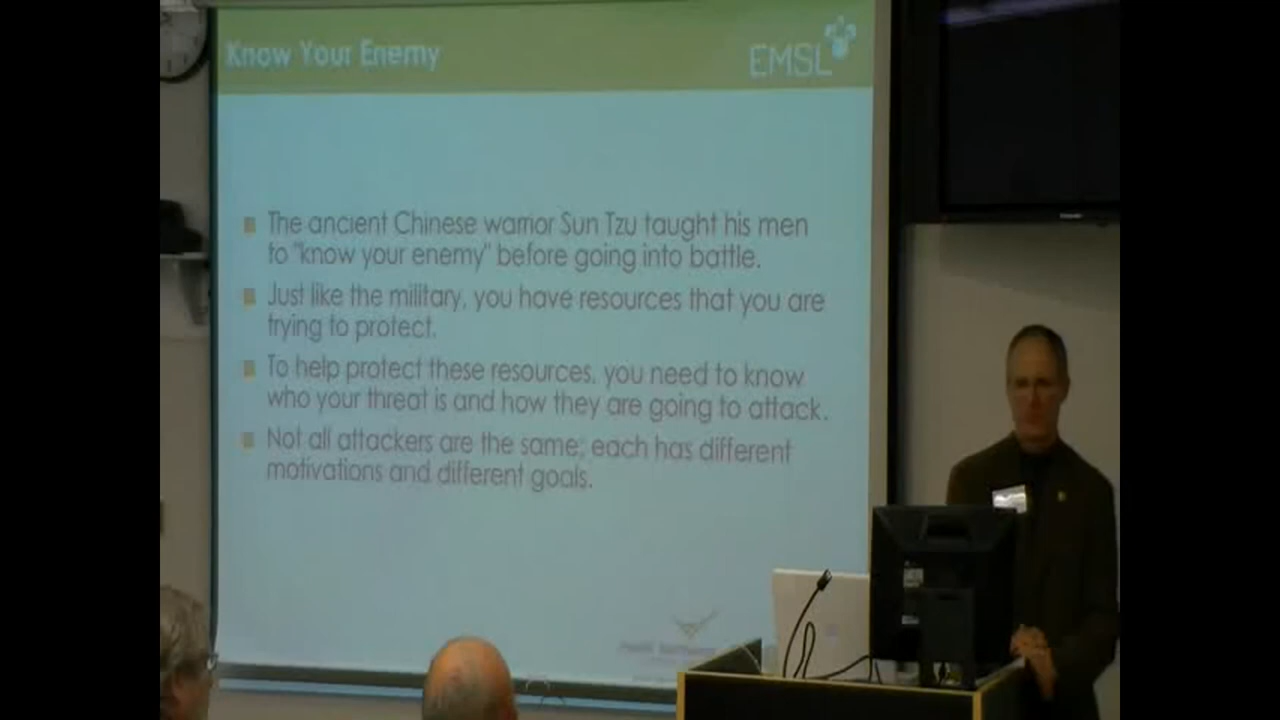 Know Your Enemy
EMSL
The ancient Chinese warrior Sun Tzu taught his men
to "know your enemy" before going into battle.
Just like the military, you have resources that you are
trying to protect.
To help protect these resources, you need to know
who your threat is and how they are going to attack.
Not all attackers are the same; each has different
motivations and different goals.